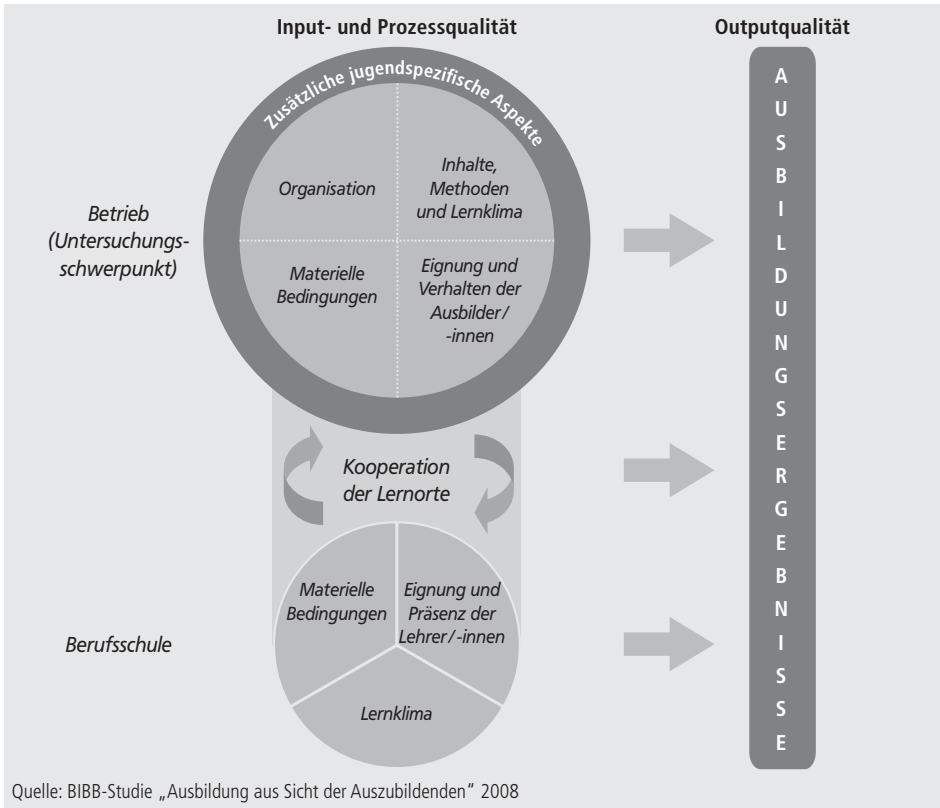 Input- und Prozessqualität
Outputqualität
Zusätzliche jugendspezifische Aspekte
Organisation
Inhalte,
Methoden
und Lernklima
Betrieb
(Untersuchungs-
schwerpunkt)
Materielle
Bedingungen
Eignung und
Verhalten der
Ausbilder/
-innen
Kooperation
der Lernorte
Berufsschule
Materielle
Bedingungen
Eignung und
Präsenz der
Lehrer/-innen
Lernklima
A
U
S
B
I
L
D
U
N
G
S
E
R
G
E
B
N
I
S
S
E
Quelle: BIBB-Studie „Ausbildung aus Sicht der Auszubildenden“ 2008